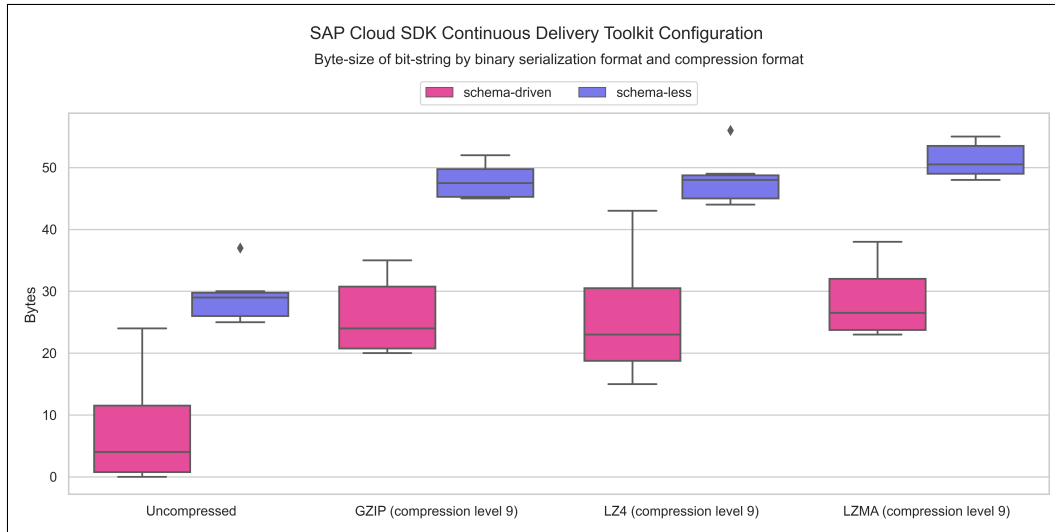 SAP Cloud SDK Continuous Delivery Toolkit Configuration
Byte-size of bit-string by binary serialization format and compression format
schema-driven schema-less
50
40
30
20
10
0
Bytes
Uncompressed GZIP (compression level 9) LZ4 (compression level 9) LZMA (compression level 9)